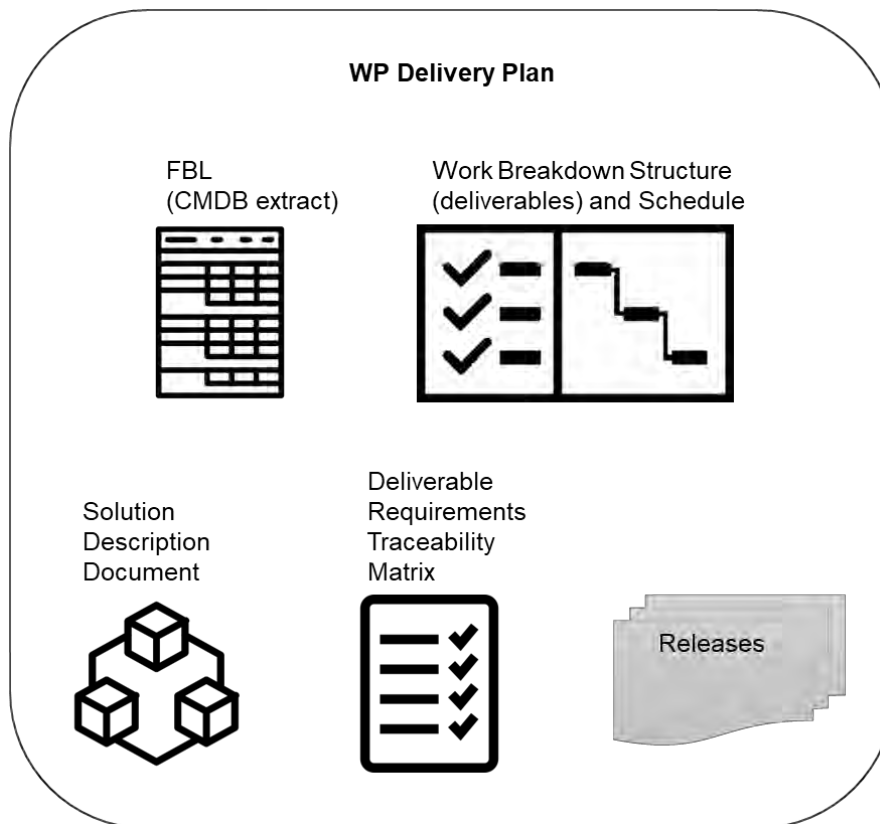 WP Delivery Plan
FBL
(CMDB extract)
Work Breakdown Structure
(deliverables) and Schedule
Solution
Description
Document
Deliverable
Requirements
Traceability
Matrix
Releases